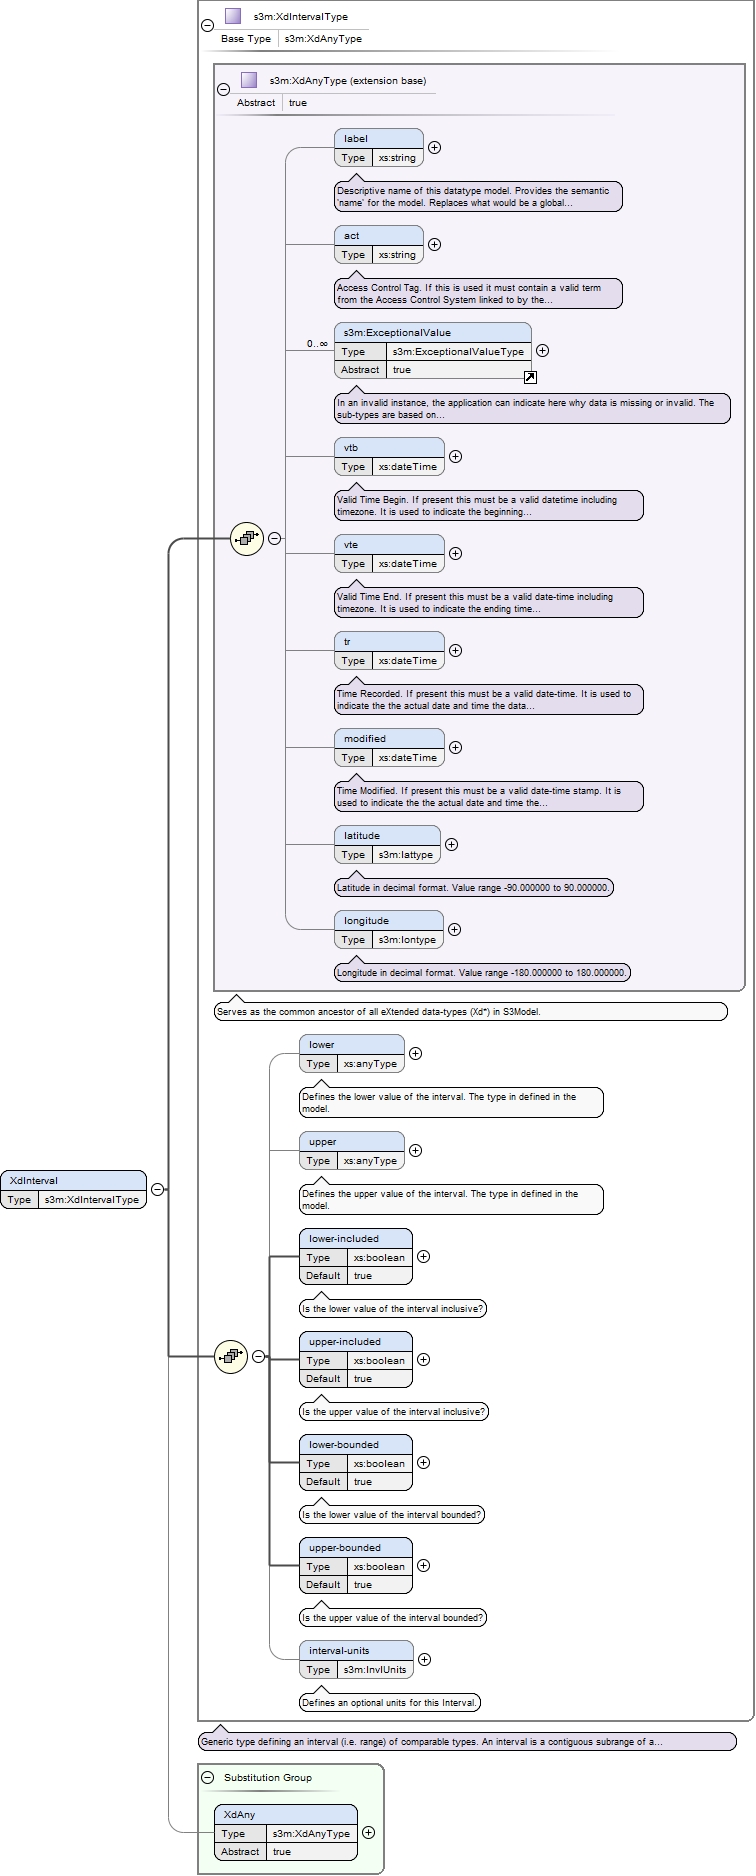 s3m:XdIntervalType
Base Type s3m:XdAnyType
s3m:XdAnyType (extension base)
Abstract true
label
Type xs:string
Descriptive name of this datatype model. Provides the semantic
'name' for the model. Replaces what would be a global...
act
Type xs:string
Access Control Tag. If this is used it must contain a valid term
from the Access Control System linked to by the...
0..∞
s3m:ExceptionalValue
Type s3m:ExceptionalValueType
Abstract true
In an invalid instance, the application can indicate here why data is missing or invalid. The
sub-types are based on...
vtb
Type xs:dateTime
Valid Time Begin. If present this must be a valid datetime including
timezone. It is used to indicate the beginning...
vte
Type xs:dateTime
Valid Time End. If present this must be a valid date-time including
timezone. It is used to indicate the ending time...
tr
Type xs:dateTime
Time Recorded. If present this must be a valid date-time. It is used to
indicate the the actual date and time the data...
modified
Type xs:dateTime
Time Modified. If present this must be a valid date-time stamp. It is
used to indicate the the actual date and time the...
latitude
Type s3m:lattype
Latitude in decimal format. Value range -90.000000 to 90.000000.
longitude
Type s3m:lontype
Longitude in decimal format. Value range -180.000000 to 180.000000.
Serves as the common ancestor of all eXtended data-types (Xd*) in S3Model.
lower
Type xs:anyType
Defines the lower value of the interval. The type in defined in the
model.
upper
Type xs:anyType
Defines the upper value of the interval. The type in defined in the
model.
XdInterval
Type s3m:XdIntervalType
lower-included
Type xs:boolean
Default true
Is the lower value of the interval inclusive?
upper-included
Type xs:boolean
Default true
Is the upper value of the interval inclusive?
lower-bounded
Type xs:boolean
Default true
Is the lower value of the interval bounded?
upper-bounded
Type xs:boolean
Default true
Is the upper value of the interval bounded?
interval-units
Type s3m:InvlUnits
Defines an optional units for this Interval.
Generic type defining an interval (i.e. range) of comparable types. An interval is a contiguous subrange of a...
Substitution Group
XdAny
Type s3m:XdAnyType
Abstract true